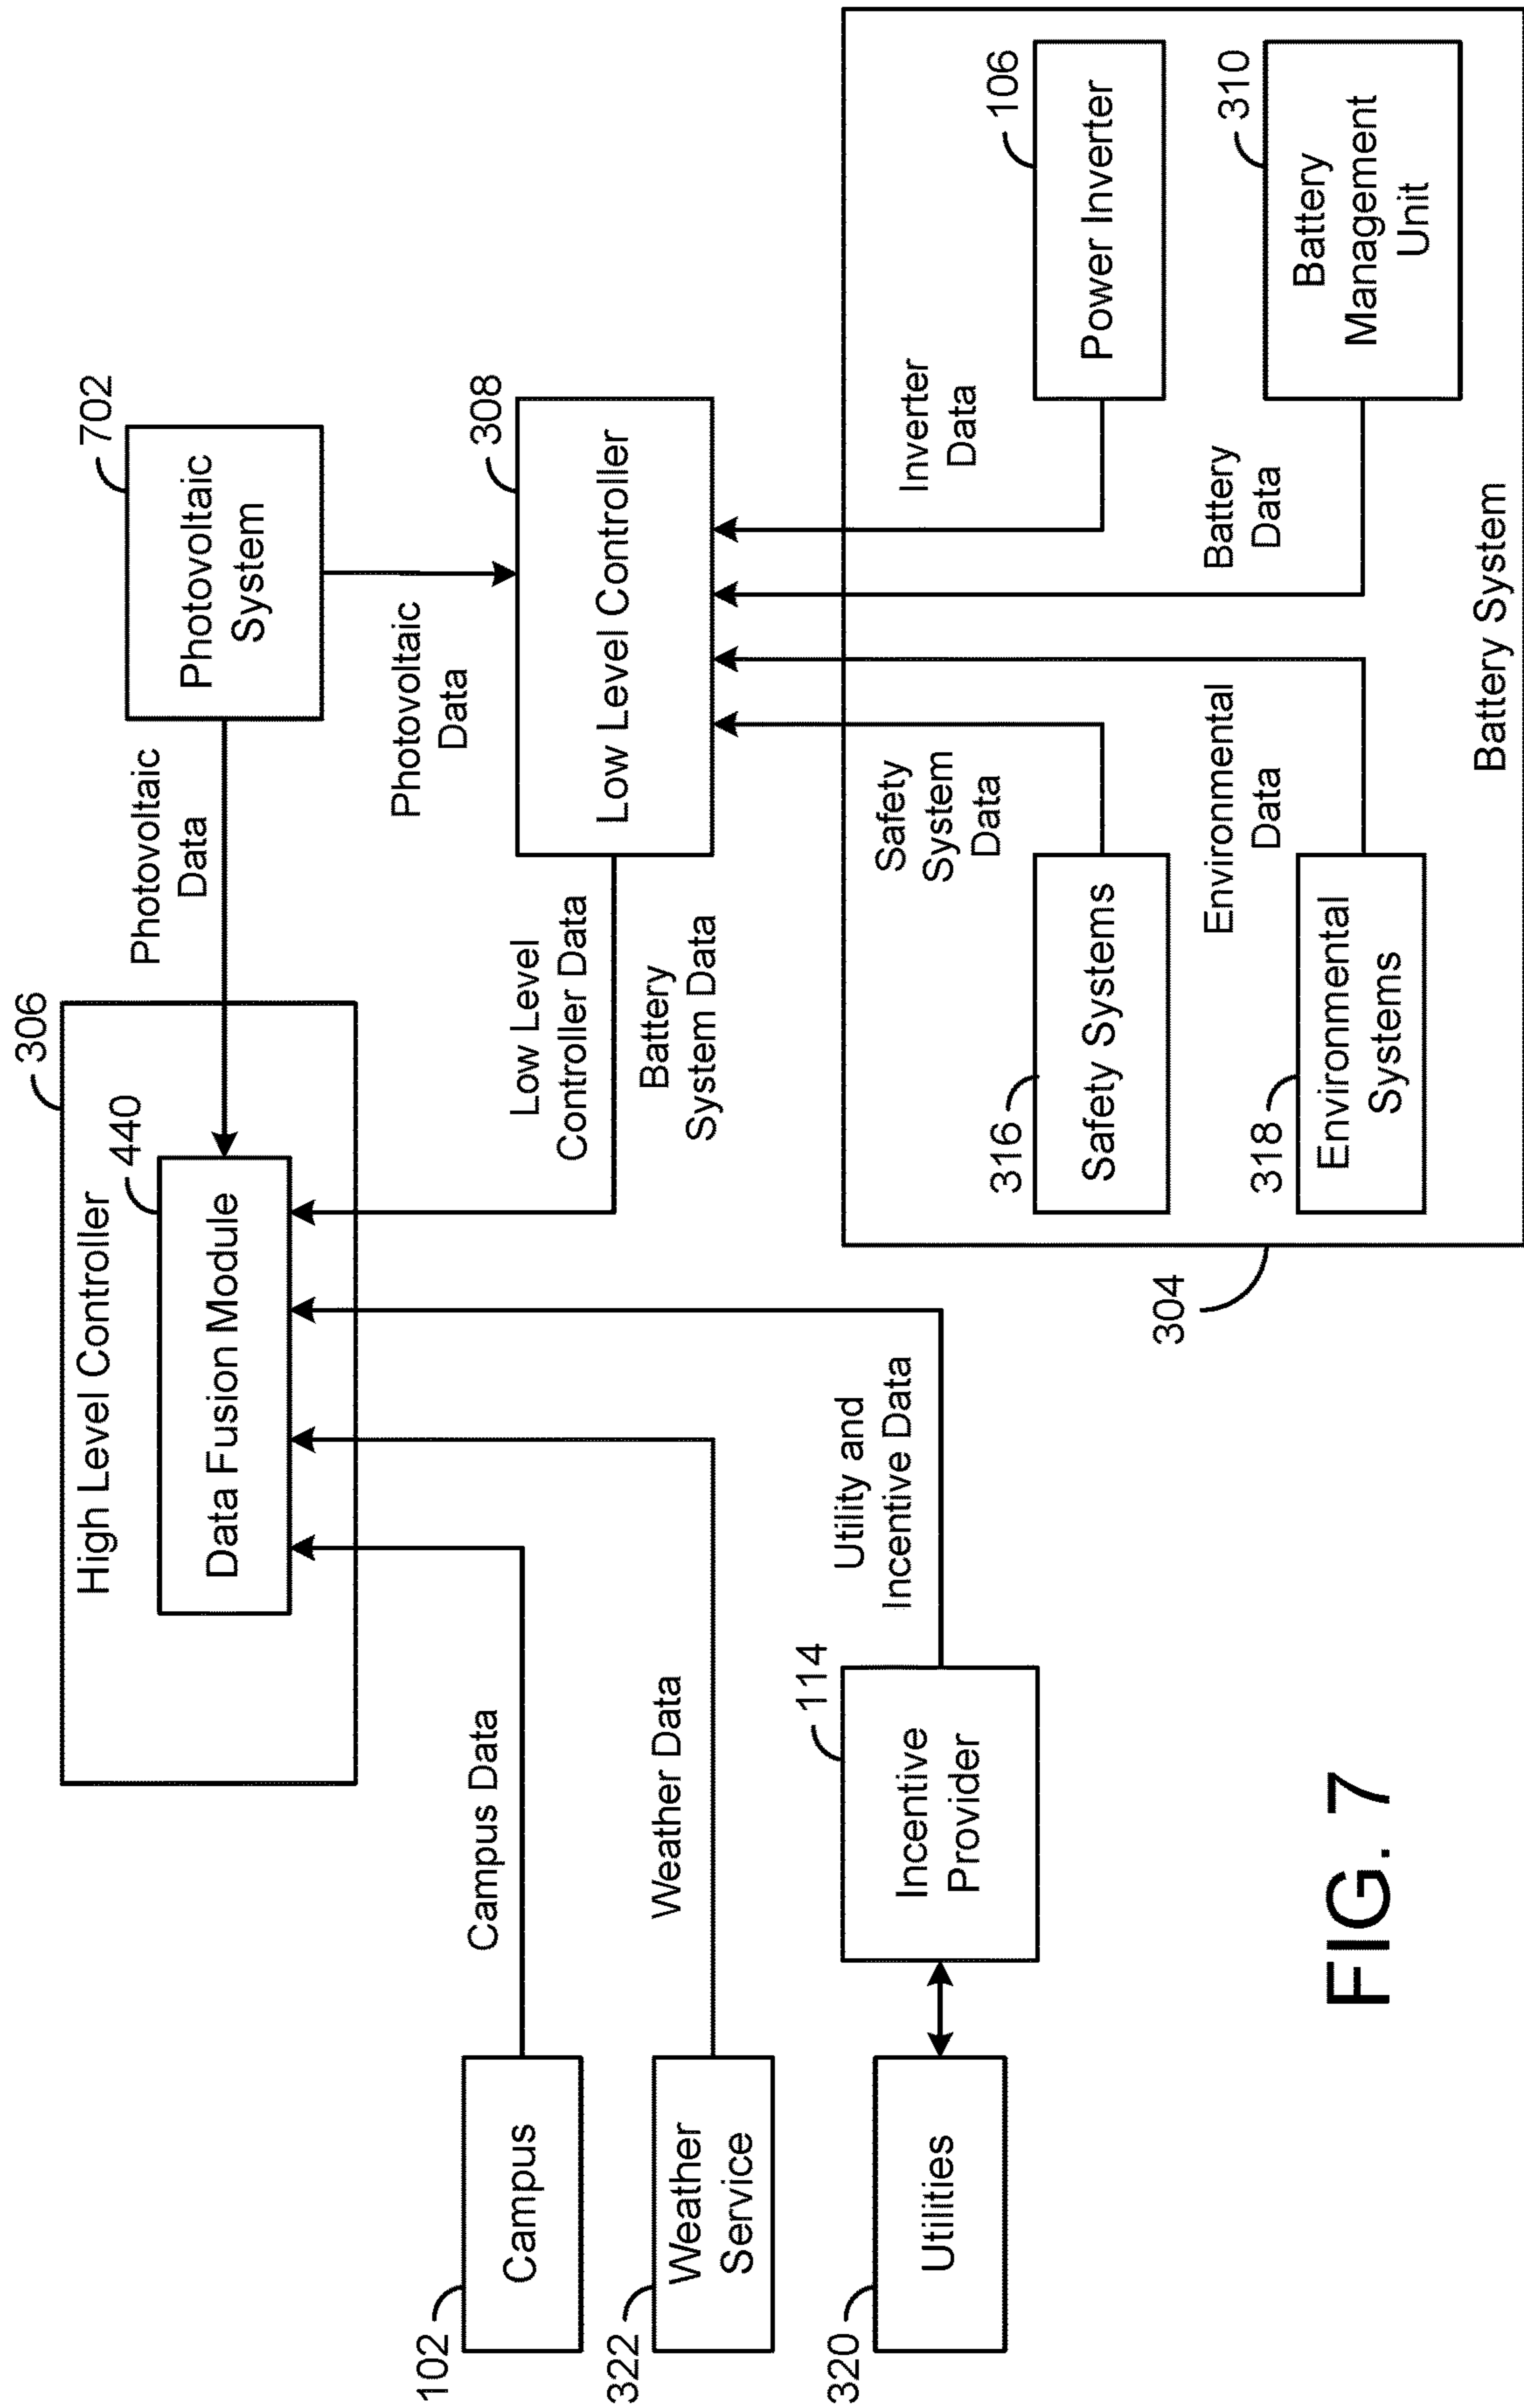 306
High Level Controller
440
Data Fusion Module
Photovoltaic
Data
702
Photovoltaic
System
Photovoltaic
Data
308
Low Level Controller
Low Level
Controller Data
Battery
System Data
102
Campus
Campus Data
322
Weather
Service
Weather Data
320
Utilities
114
Incentive
Provider
Utility and
Incentive Data
304
316
Safety Systems
Safety
System
Data
318
Environmental
Systems
Environmental
Data
Inverter
Data
106
Power Inverter
Battery
Data
310
Battery
Management
Unit
Battery System
FIG. 7